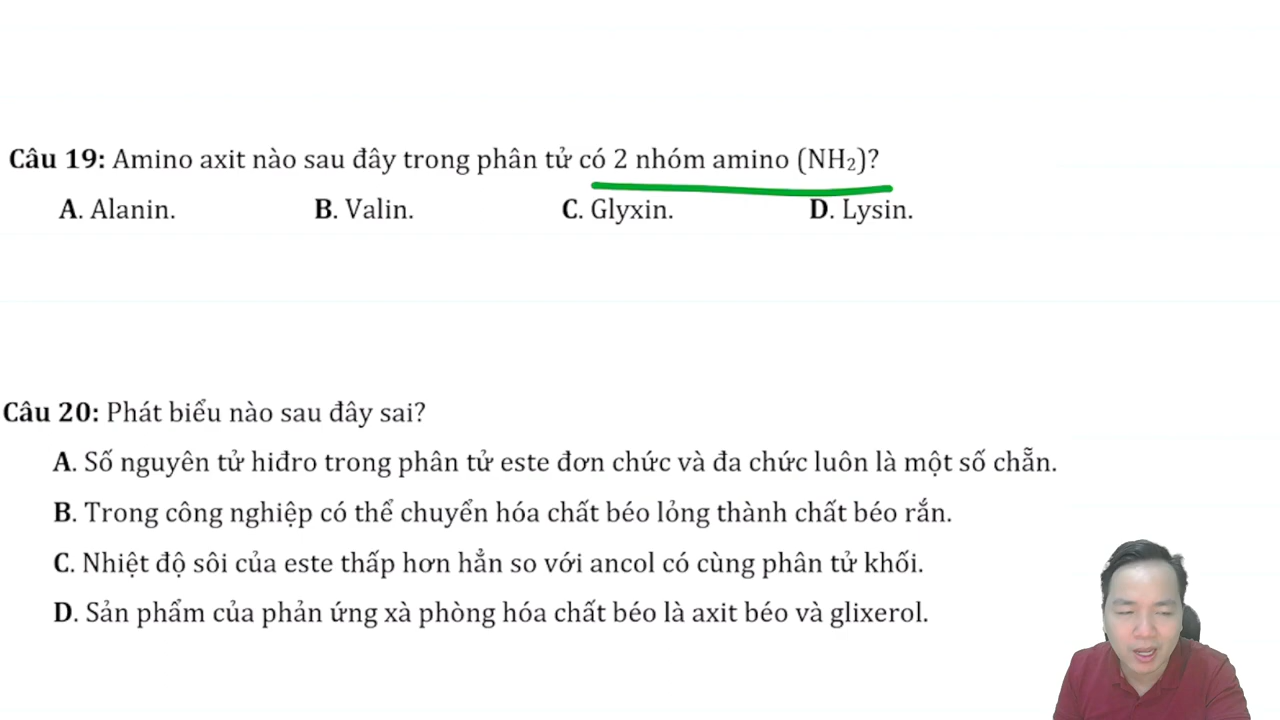 Câu 19: Amino axit nào sau đây trong phân tử có 2 nhóm amino (NH₂)?
A. Alanin. B. Valin. C. Glyxin. D. Lysin.
Câu 20: Phát biểu nào sau đây sai?
A. Số nguyên tử hiđro trong phân tử este đơn chức và đa chức luôn là một số chẵn.
B. Trong công nghiệp có thể chuyển hóa chất béo lỏng thành chất béo rắn.
C. Nhiệt độ sôi của este thấp hơn hẳn so với ancol có cùng phân tử khối.
D. Sản phẩm của phản ứng xà phòng hóa chất béo là axit béo và glixerol.